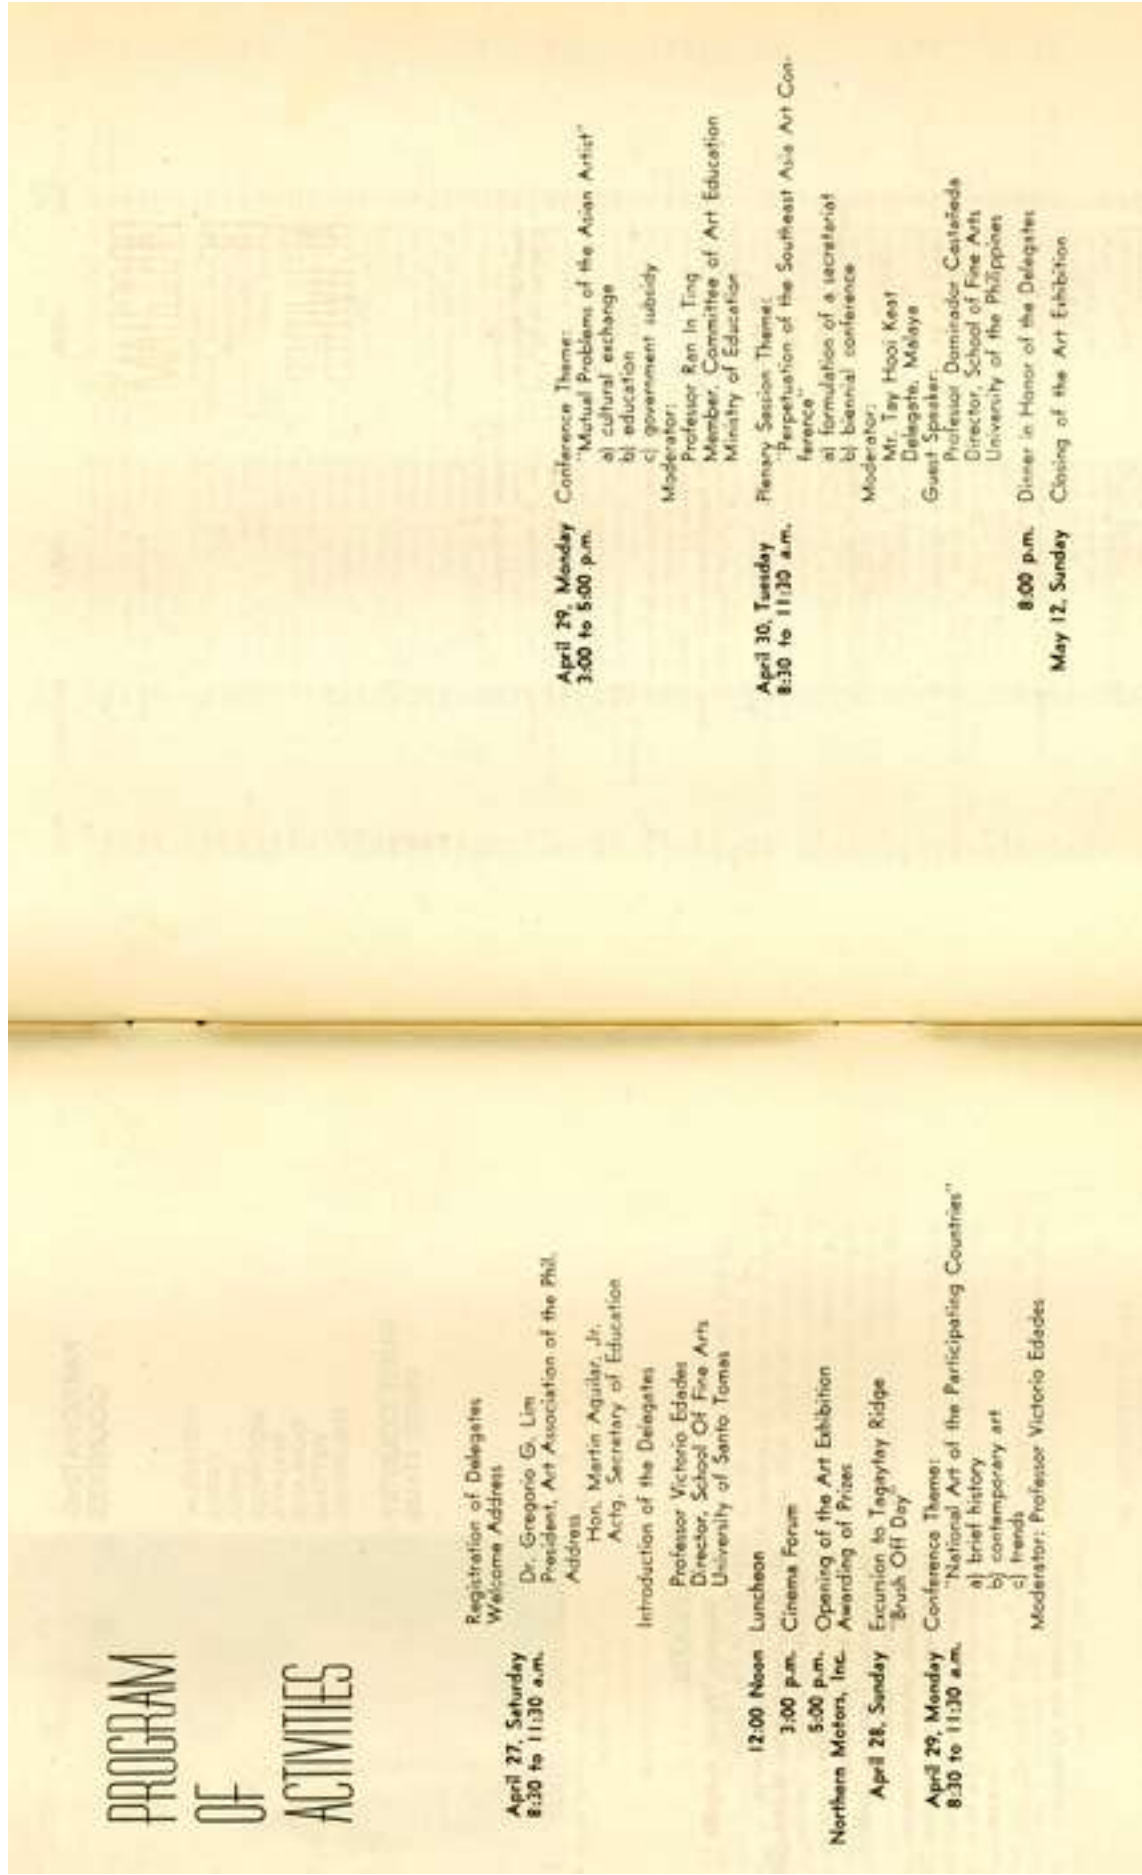 PROGRAM
OF
ACTIVITIES
April 27, Saturday
8:30 to 11:30 a.m.
Registration of Delegates
Welcome Address
Dr. Gregorio G. Lim
President, Art Association of the Phil.
Address
Hon. Martin Aguilar, Jr.
Actg. Secretary of Education
Introduction of the Delegates
Professor Victorio Edades
Director, School Of Fine Arts
University of Santo Tomas
12:00 Noon Luncheon
3:00 p.m. Cinema Forum
5:00 p.m. Opening of the Art Exhibition
Northern Motors, Inc. Awarding of Prizes
April 28, Sunday Excursion to Tagaytay Ridge
"Brush Off Day"
April 29, Monday Conference Theme:
8:30 to 11:30 a.m. "National Art of the Participating Countries"
a) brief history
b) contemporary art
c) trends
Moderator: Professor Victorio Edades
April 29, Monday Conference Theme:
3:00 to 5:00 p.m. "Mutual Problems of the Asian Artist"
a) cultural exchange
b) education
c) government subsidy
Moderator:
Professor Ran In Ting
Member, Committee of Art Education
Ministry of Education
April 30, Tuesday Plenary Session Theme:
8:30 to 11:30 a.m. "Perpetuation of the Southeast Asia Art Con-
ference"
a) formulation of a secretariat
b) biennial conference
Moderator:
Mr. Tay Hooi Keat
Delegate, Malaya
Guest Speaker:
Professor Dominador Castañeda
Director, School of Fine Arts
University of the Philippines
8:00 p.m. Dinner in Honor of the Delegates
May 12, Sunday Closing of the Art Exhibition